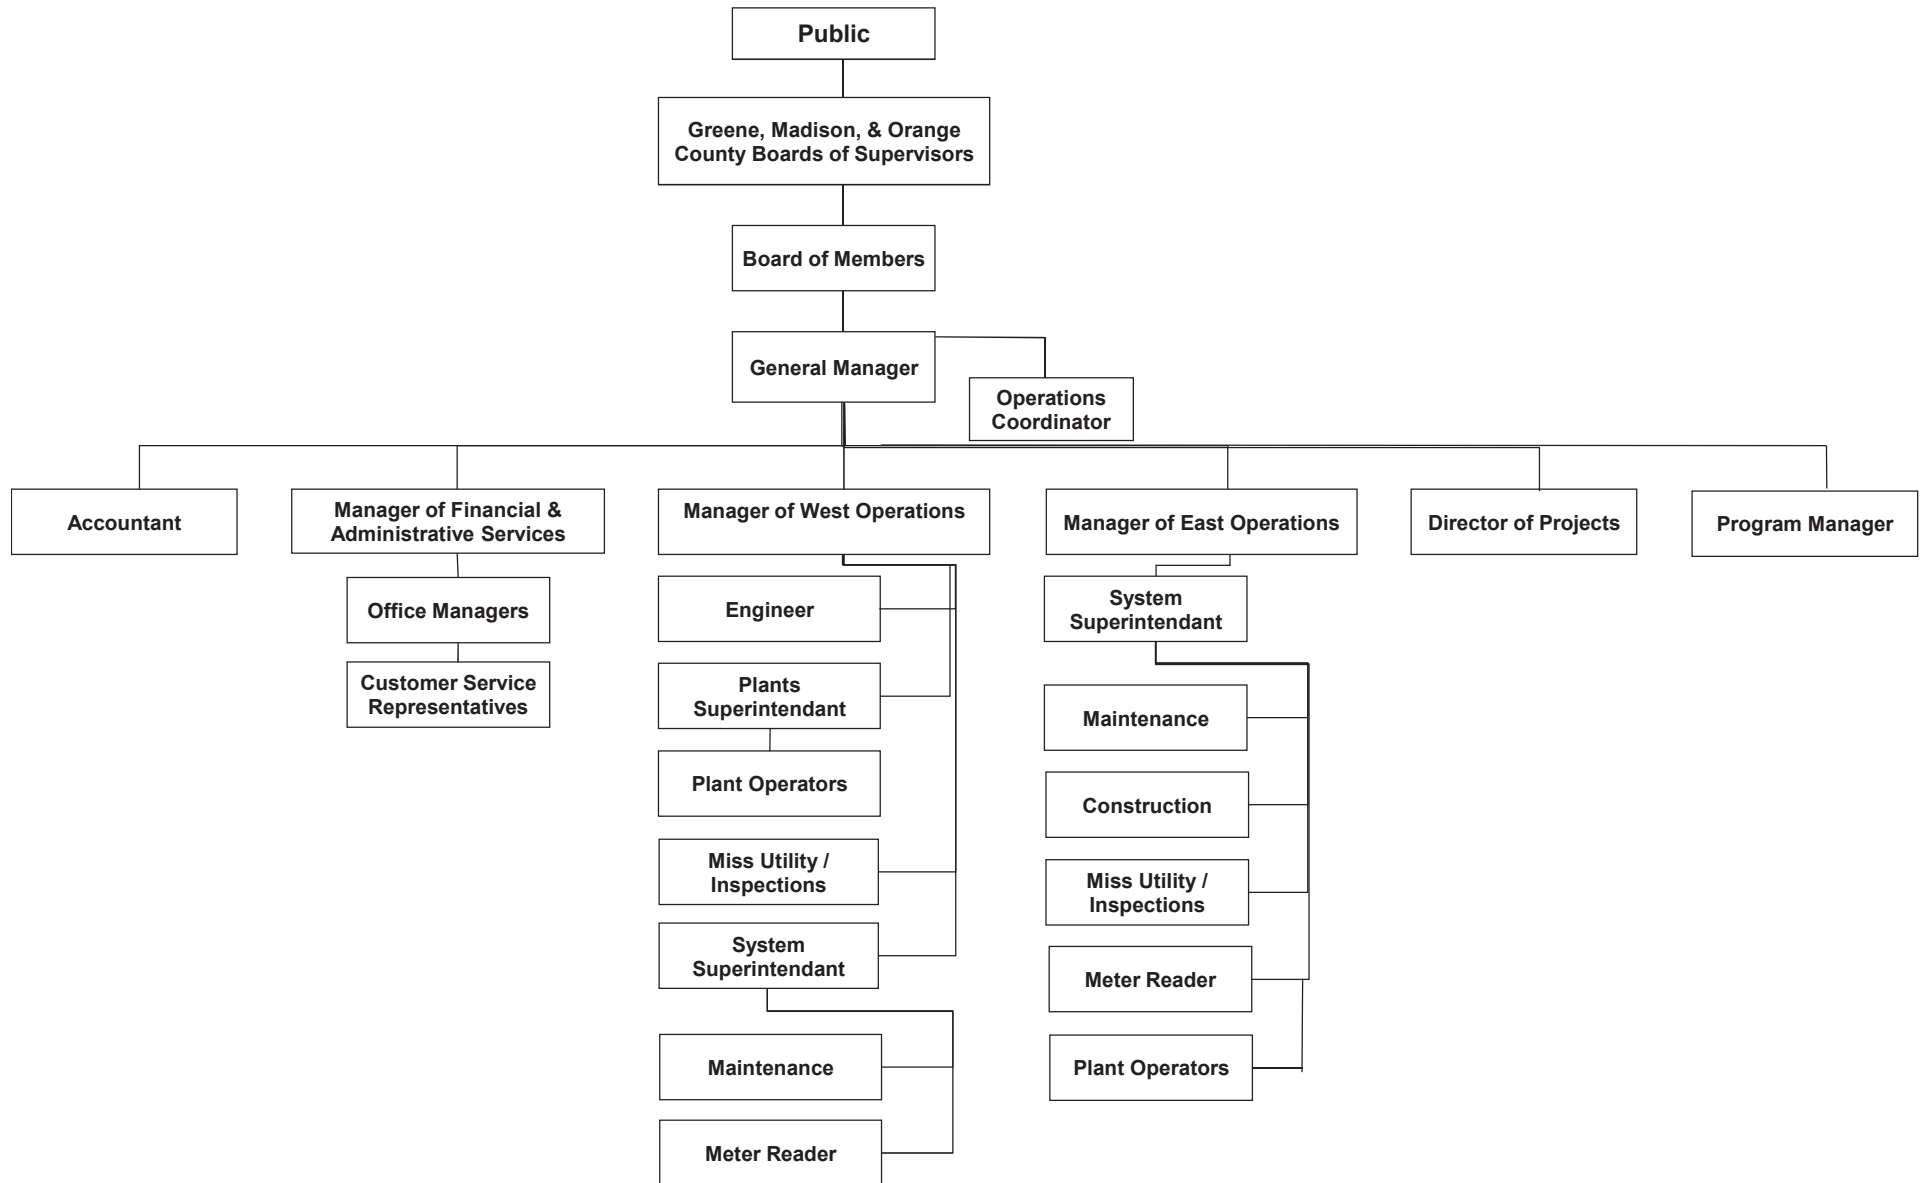 Public
Greene, Madison, & Orange
County Boards of Supervisors
Board of Members
General Manager
Operations
Coordinator
Accountant
Manager of Financial &
Administrative Services
Manager of West Operations
Manager of East Operations
Director of Projects
Program Manager
Office Managers
Customer Service
Representatives
Engineer
Plants
Superintendant
Plant Operators
Miss Utility /
Inspections
System
Superintendant
Maintenance
Meter Reader
System
Superintendant
Maintenance
Construction
Miss Utility /
Inspections
Meter Reader
Plant Operators